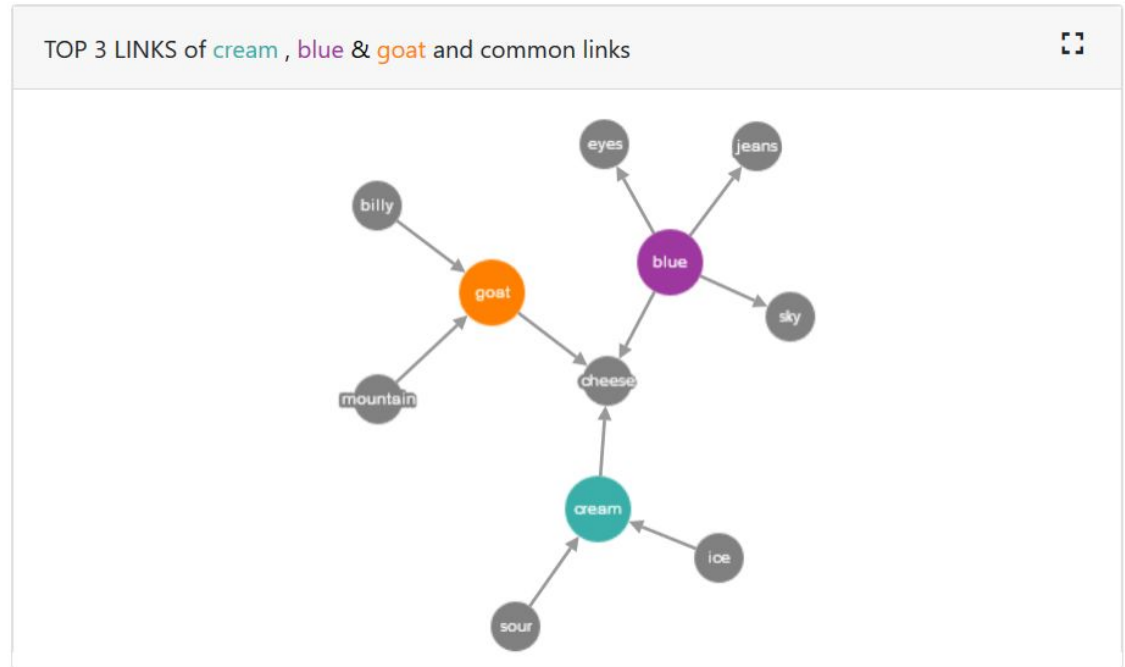 TOP 3 LINKS of cream , blue & goat and common links
eyes
jeans
billy
blue
goat
sky
cheese
mountain
cream
ice
sour